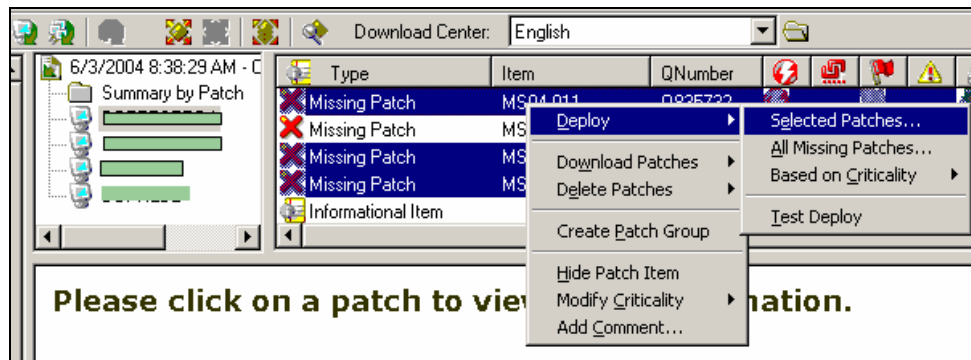 Download Center: English
6/3/2004 8:38:29 AM - C
Summary by Patch
Type Item QNumber
Missing Patch MS04-011 Q835732
Missing Patch MS
Missing Patch MS
Missing Patch MS
Informational Item
Deploy
Download Patches
Delete Patches
Create Patch Group
Hide Patch Item
Modify Criticality
Add Comment...
Selected Patches...
All Missing Patches...
Based on Criticality
Test Deploy
Please click on a patch to view mation.